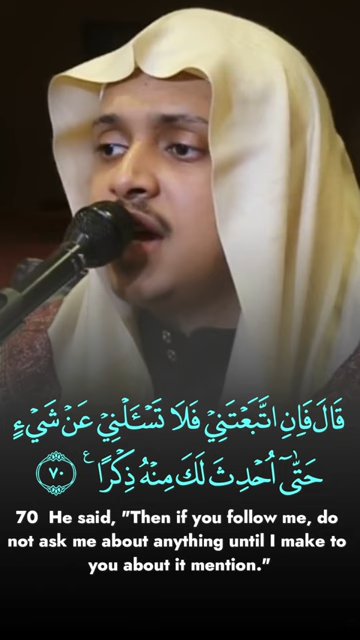 قَالَ فَاِنِ اتَّبَعْتَنِيْ فَلَا تَسْـَٔلْنِيْ عَنْ شَيْءٍ
حَتّٰٓى اُحْدِثَ لَكَ مِنْهُ ذِكْرًا ࣖ ٧٠
70 He said, "Then if you follow me, do
not ask me about anything until I make to
you about it mention."